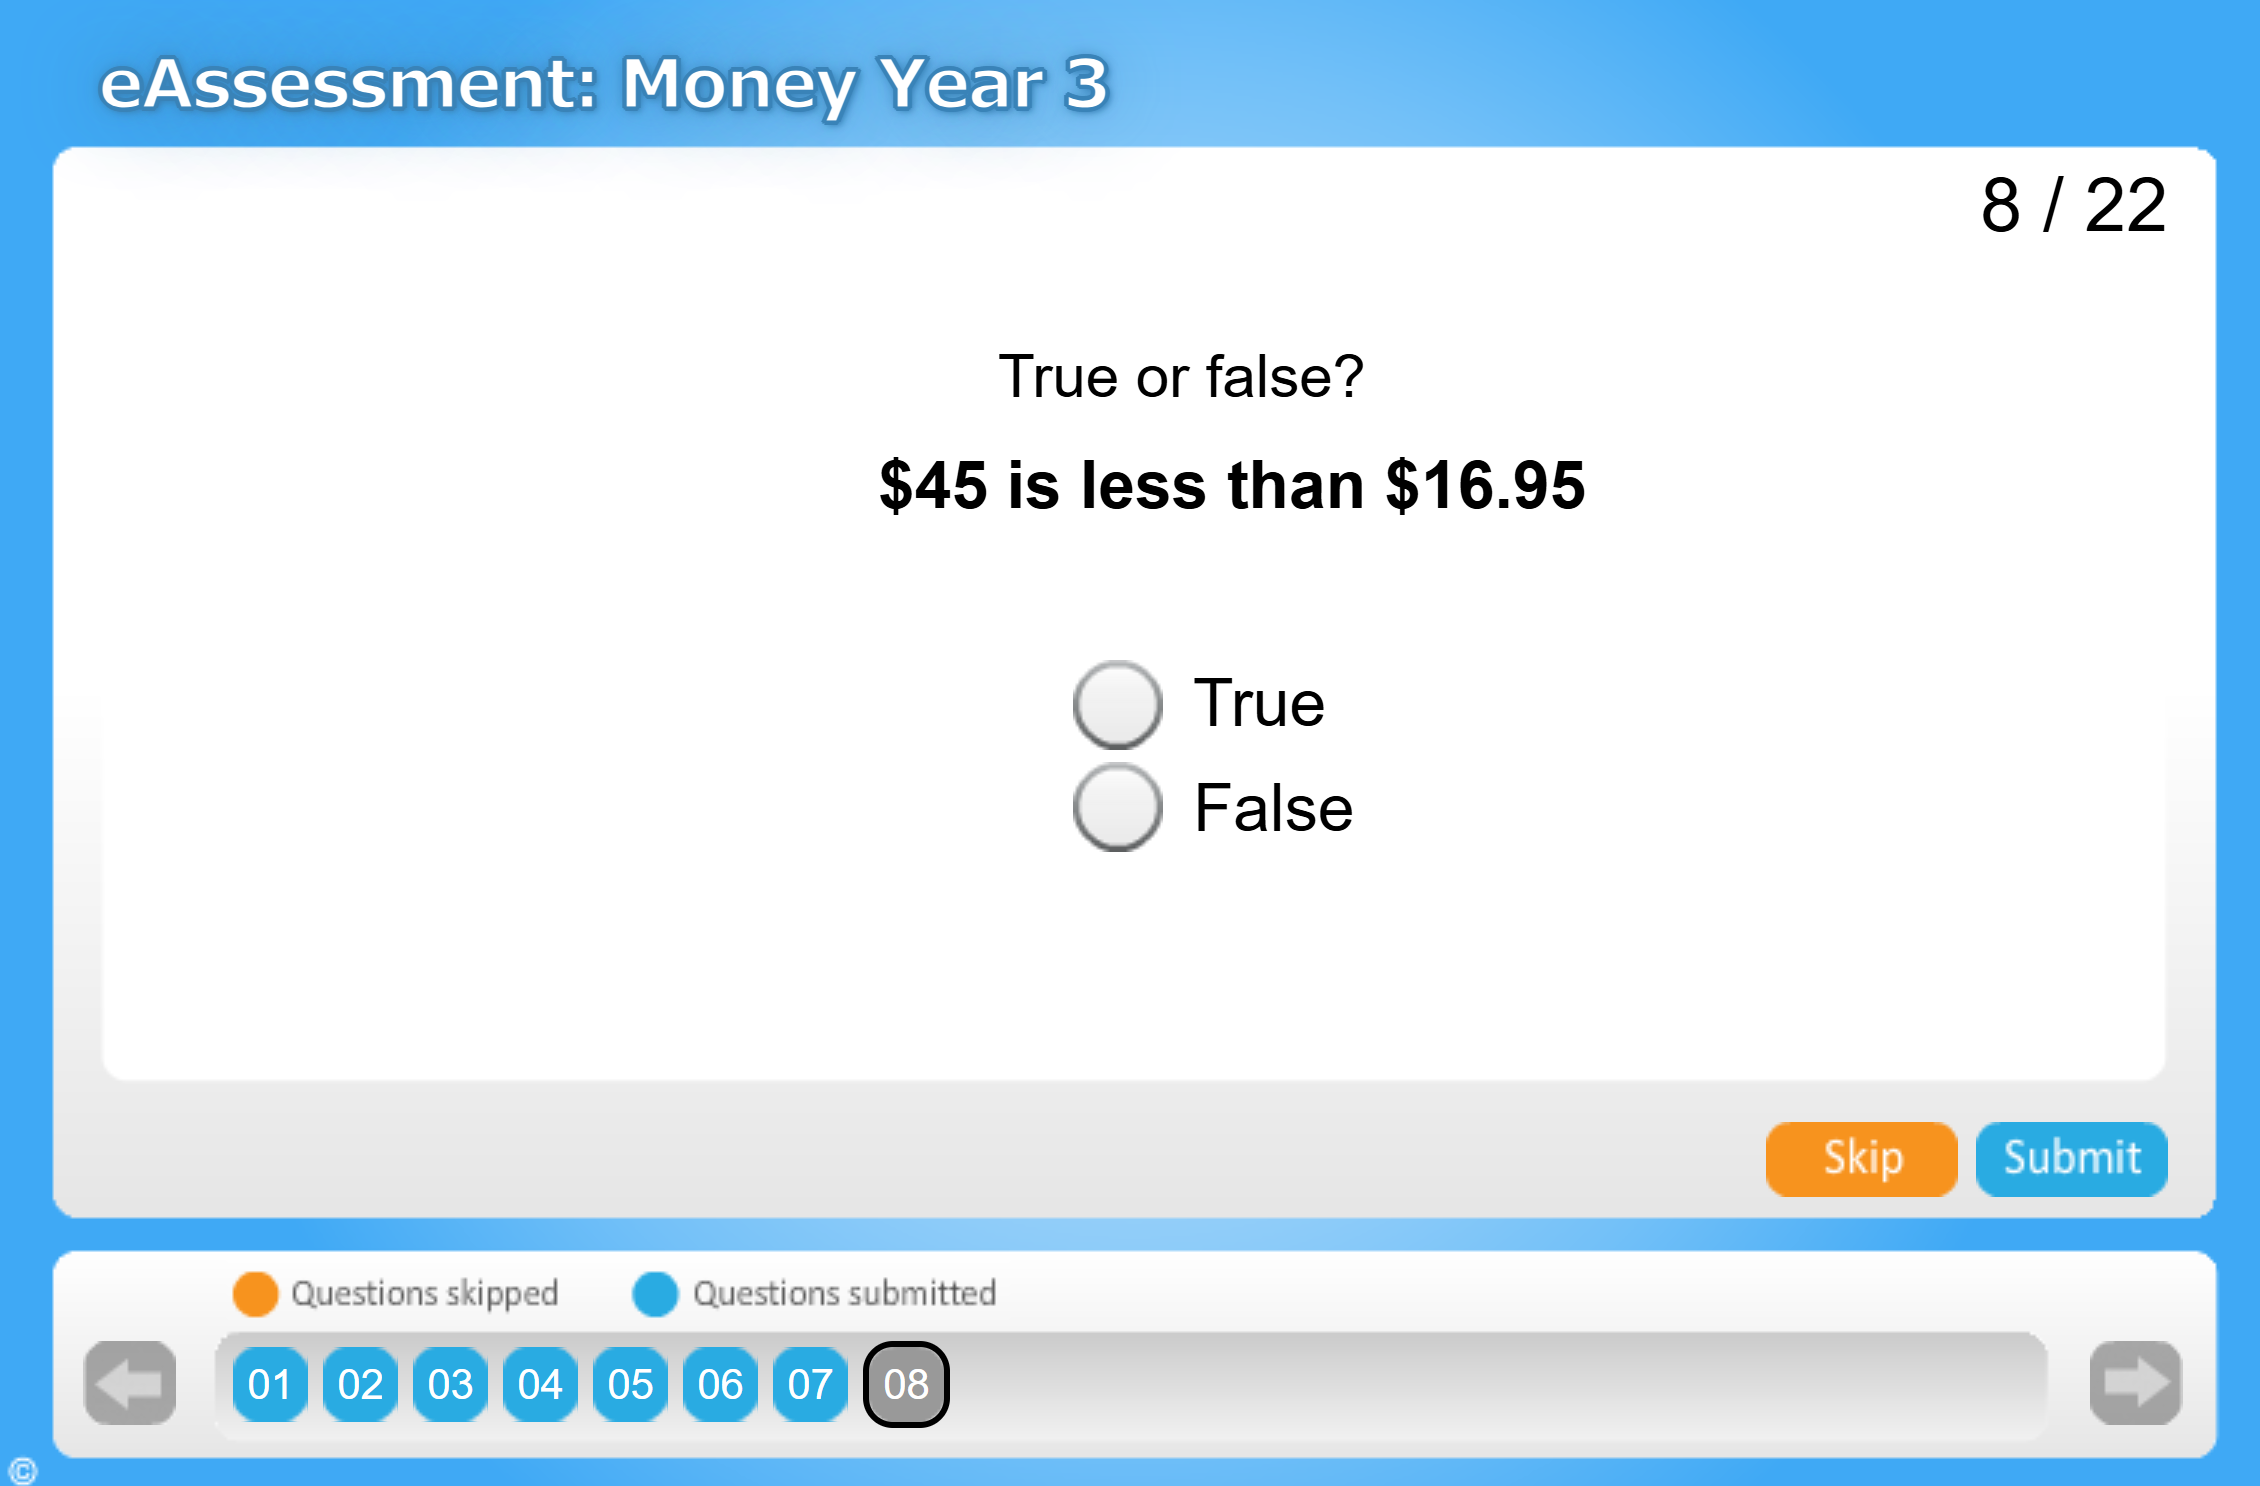 eAssessment: Money Year 3
8 / 22
True or false?
$45 is less than $16.95
True
False
Skip
Submit
Questions skipped
Questions submitted
01 02 03 04 05 06 07 08
©